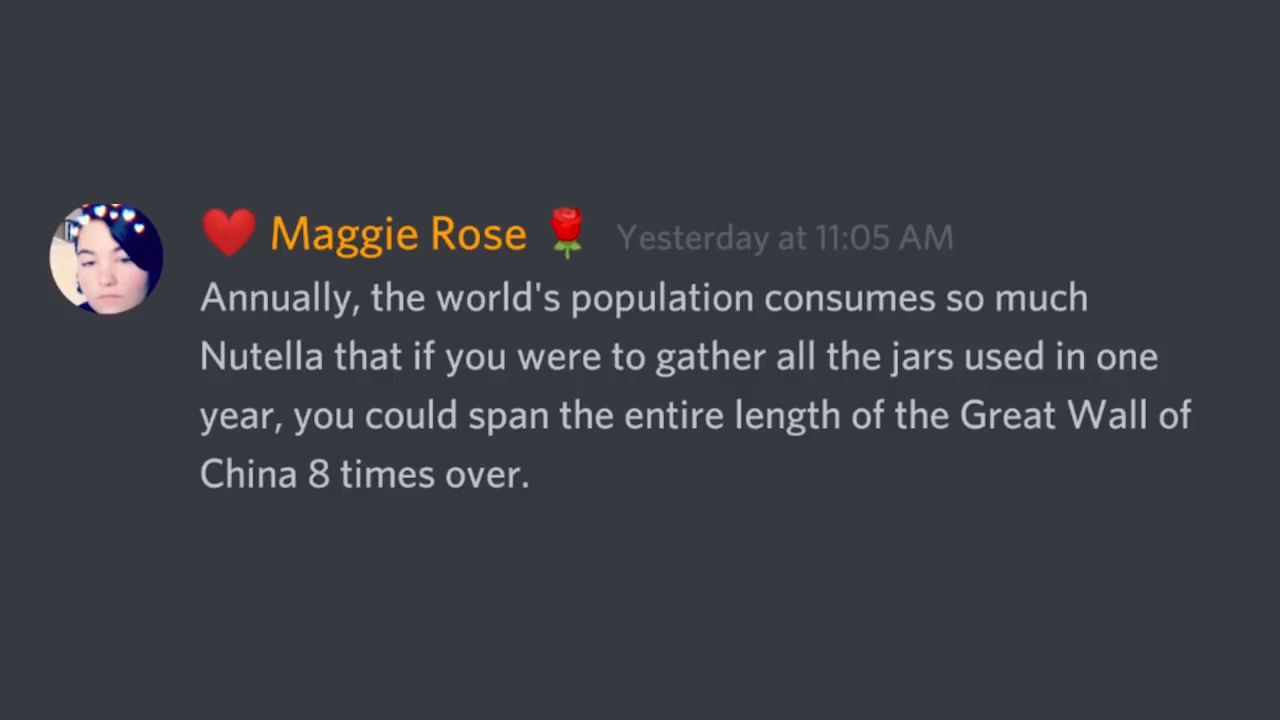 ❤️ Maggie Rose 🌹 Yesterday at 11:05 AM
Annually, the world's population consumes so much
Nutella that if you were to gather all the jars used in one
year, you could span the entire length of the Great Wall of
China 8 times over.